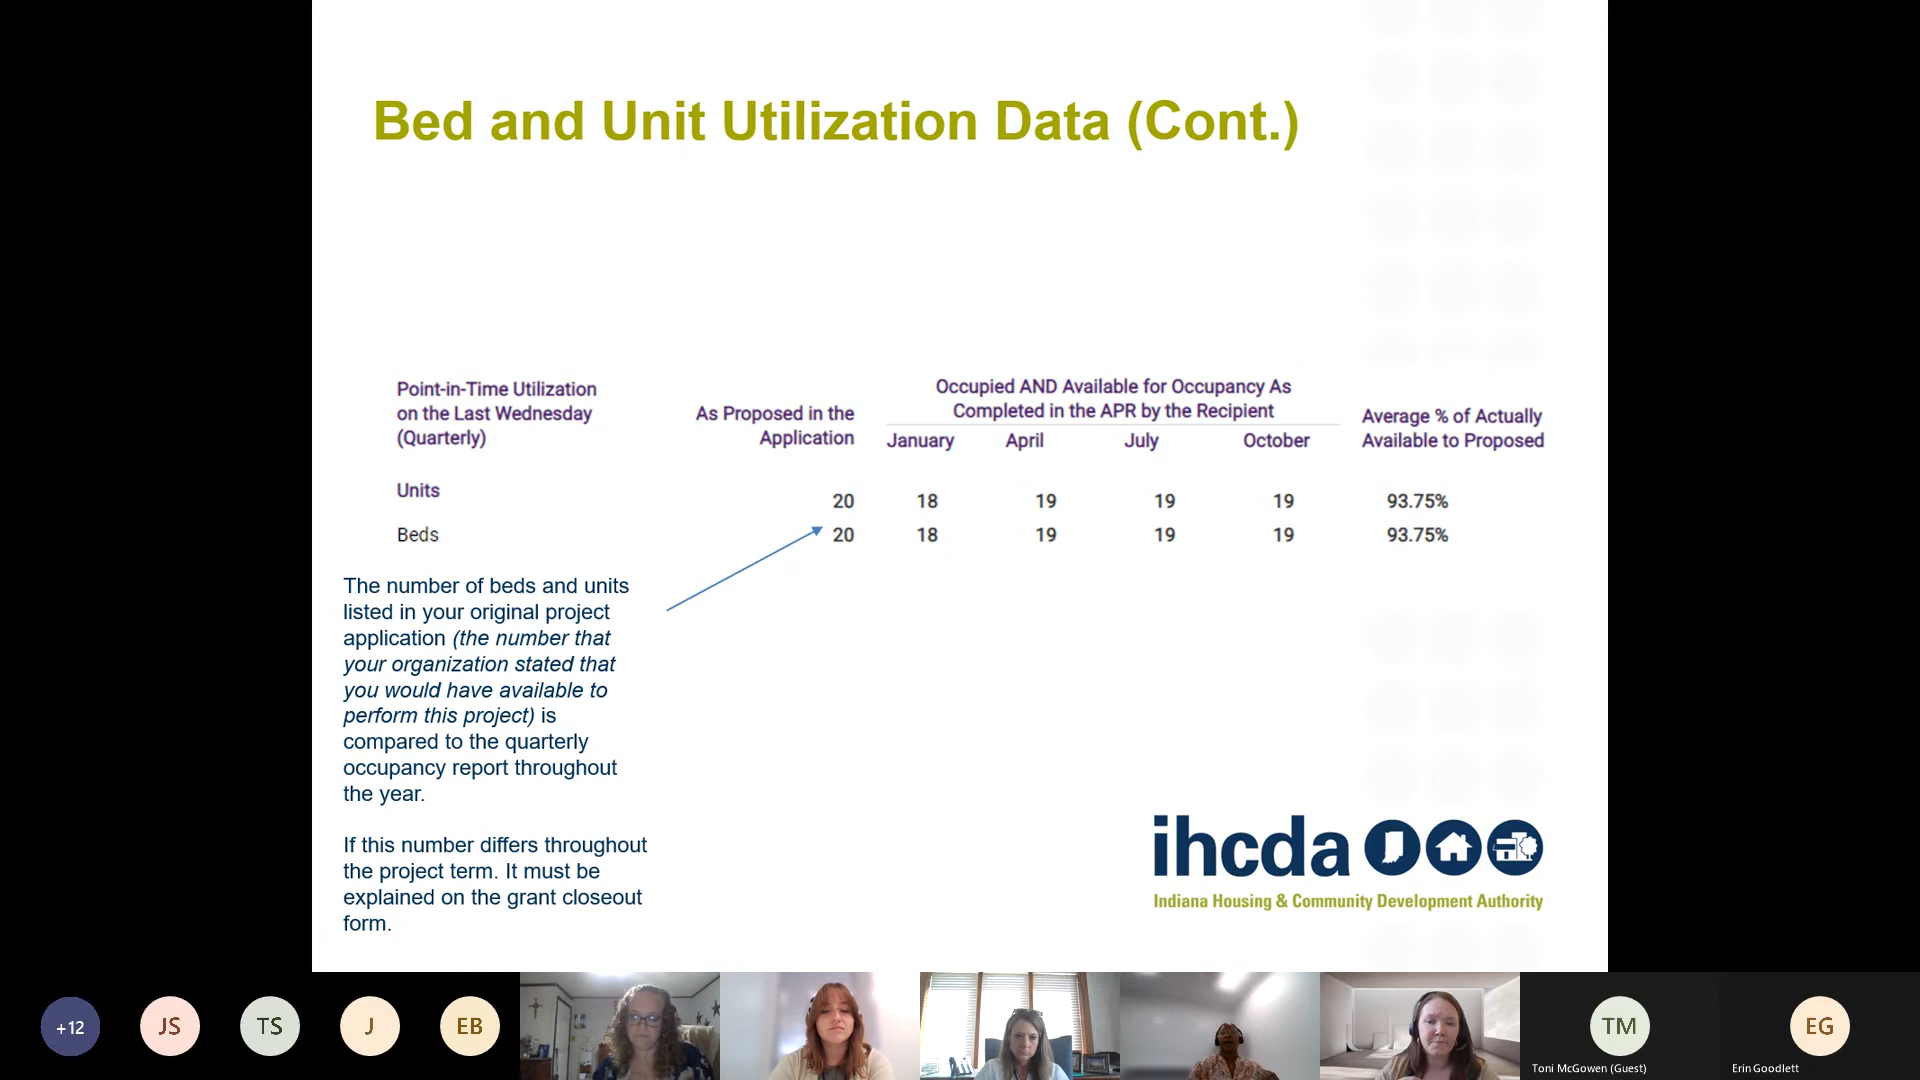 Bed and Unit Utilization Data (Cont.)
Point-in-Time Utilization
on the Last Wednesday
(Quarterly)
As Proposed in the
Application
Occupied AND Available for Occupancy As
Completed in the APR by the Recipient
January April July October
Average % of Actually
Available to Proposed
Units 20 18 19 19 19 93.75%
Beds 20 18 19 19 19 93.75%
The number of beds and units
listed in your original project
application (the number that
your organization stated that
you would have available to
perform this project) is
compared to the quarterly
occupancy report throughout
the year.
If this number differs throughout
the project term. It must be
explained on the grant closeout
form.
ihcda
Indiana Housing & Community Development Authority
+12 JS TS J EB TM EG
Toni McGowen (Guest) Erin Goodlett